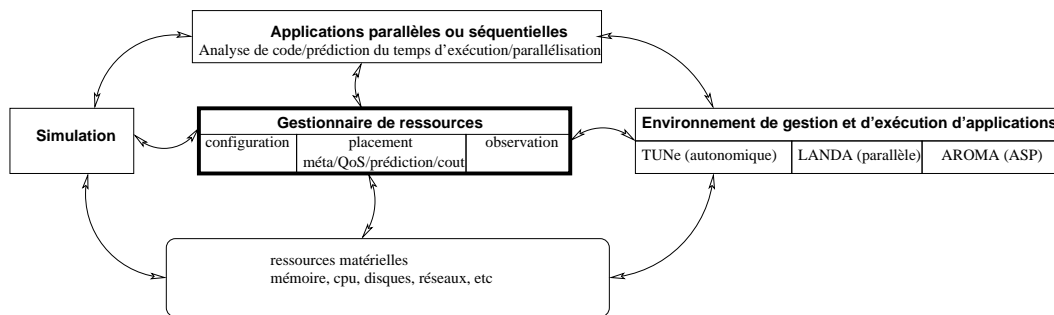 Applications parallèles ou séquentielles
Analyse de code/prédiction du temps d'exécution/parallélisation
Simulation
Gestionnaire de ressources
configuration
placement
méta/QoS/prédiction/cout
observation
Environnement de gestion et d'exécution d'applications
TUNe (autonomique)
LANDA (parallèle)
AROMA (ASP)
ressources matérielles
mémoire, cpu, disques, réseaux, etc